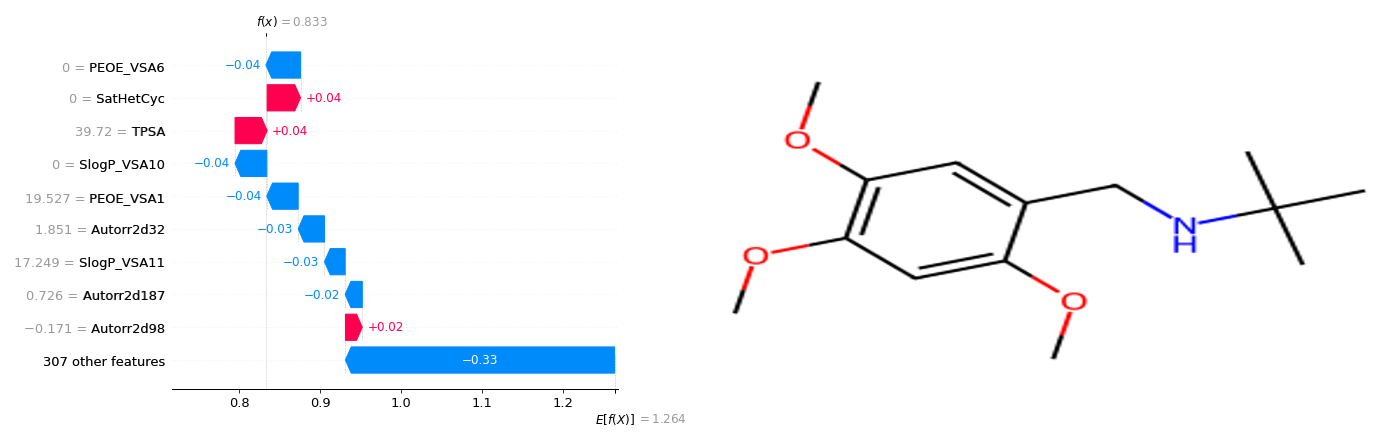 f(x) = 0.833
0 = PEOE_VSA6
−0.04
0 = SatHetCyc
+0.04
39.72 = TPSA
+0.04
0 = SlogP_VSA10
−0.04
19.527 = PEOE_VSA1
−0.04
1.851 = Autorr2d32
−0.03
17.249 = SlogP_VSA11
−0.03
0.726 = Autorr2d187
−0.02
−0.171 = Autorr2d98
+0.02
307 other features
−0.33
0.8 0.9 1.0 1.1 1.2
E[f(X)] = 1.264
O
O
O
N
H